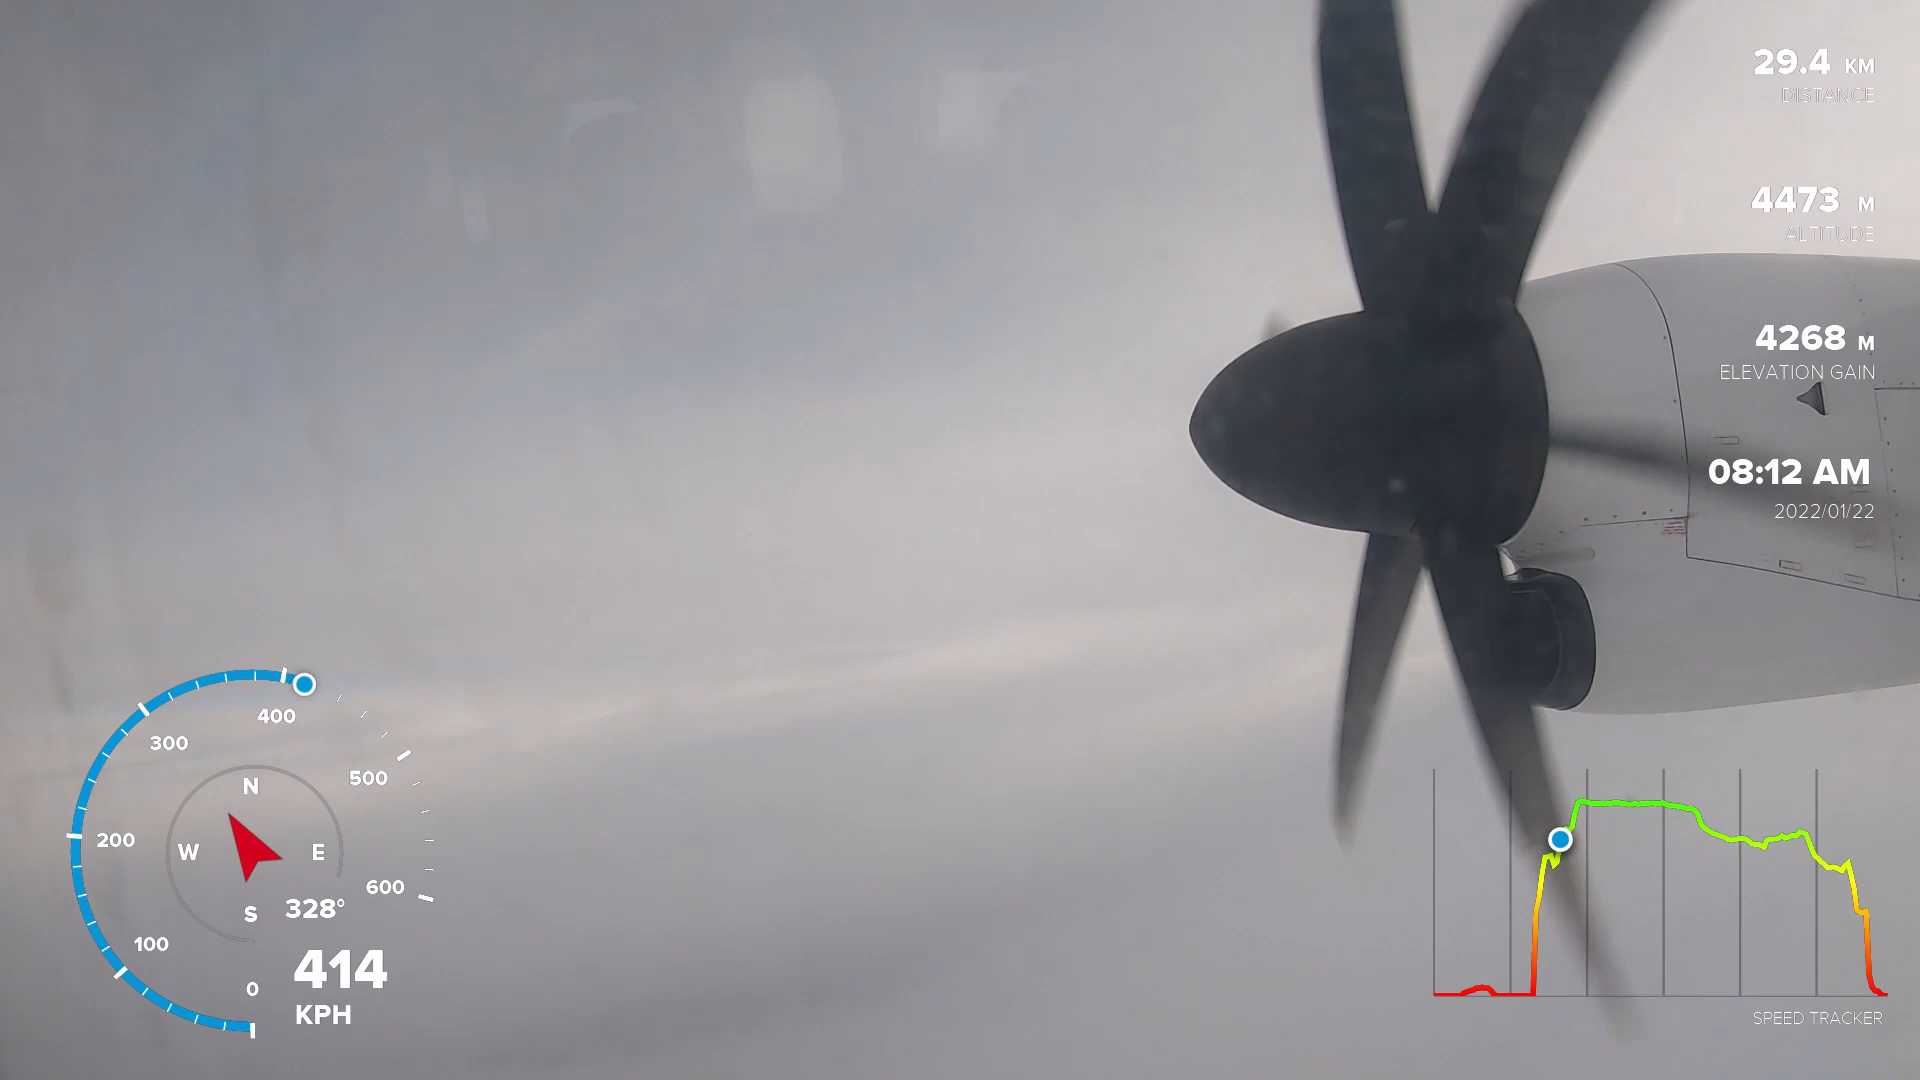 29.4 KM
DISTANCE
4473 M
ALTITUDE
4268 M
ELEVATION GAIN
08:12 AM
2022/01/22
400
300
500
200
100
600
0
N
W E
S
328°
414
KPH
SPEED TRACKER